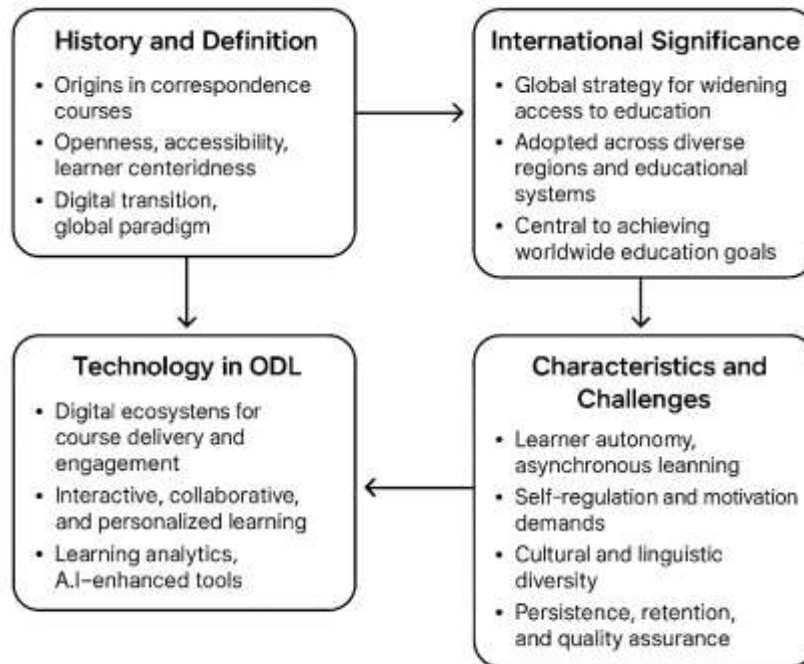 History and Definition
• Origins in correspondence
courses
• Openness, accessibility,
learner centeridness
• Digital transition,
global paradigm
International Significance
• Global strategy for widening
access to education
• Adopted across diverse
regions and educational
systems
• Central to achieving
worldwide education goals
Technology in ODL
• Digital ecosystens for
course delivery and
engagement
• Interactive, collaborative,
and personalized learning
• Learning analytics,
A.I-enhanced tools
Characteristics and
Challenges
• Learner autonomy,
asynchronous leanning
• Self-regulation and motivation
demands
• Cultural and linguistic
diversity
• Persistence, retention,
and quality assurance